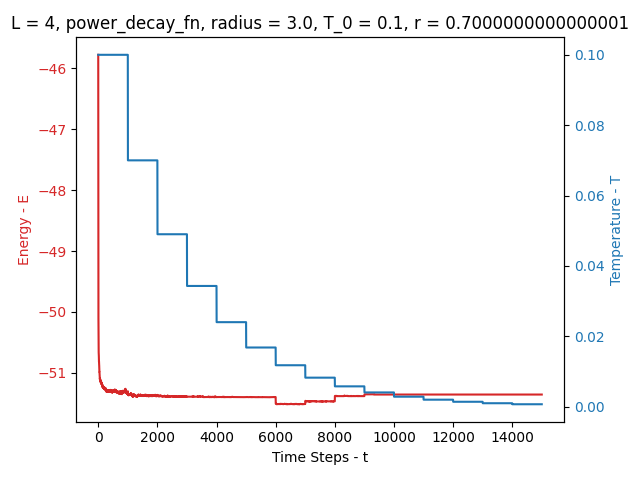 L = 4, power_decay_fn, radius = 3.0, T_0 = 0.1, r = 0.7000000000000001
−46
−47
−48
−49
−50
−51
Energy - E
0.10
0.08
0.06
0.04
0.02
0.00
Temperature - T
0 2000 4000 6000 8000 10000 12000 14000
Time Steps - t